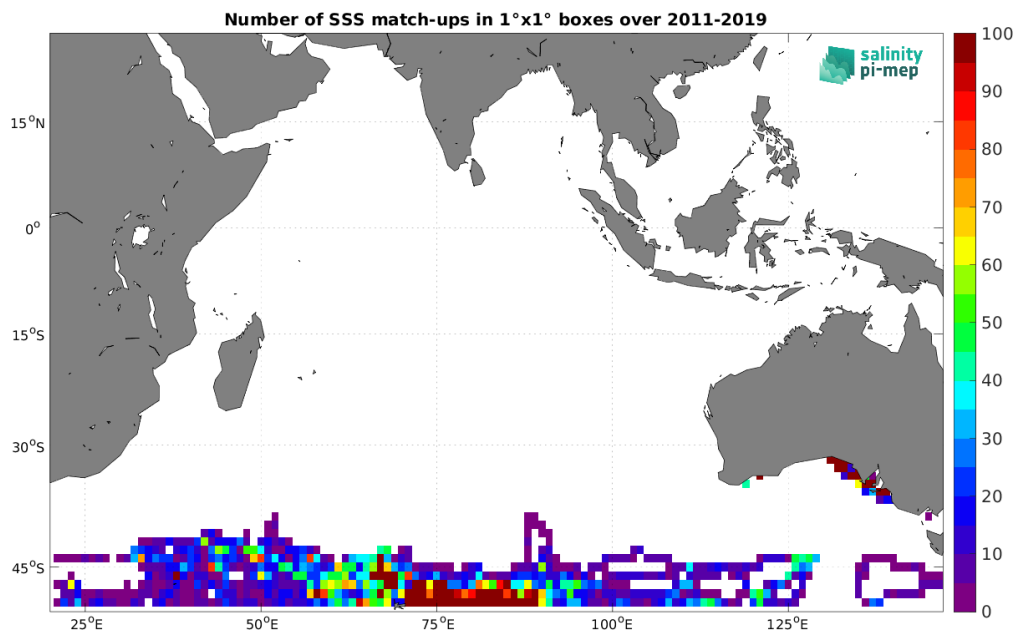 Number of SSS match-ups in 1°x1° boxes over 2011-2019
salinity
pi-mep
100
90
80
70
60
50
40
30
20
10
0
15°N
0°
15°S
30°S
45°S
25°E
50°E
75°E
100°E
125°E